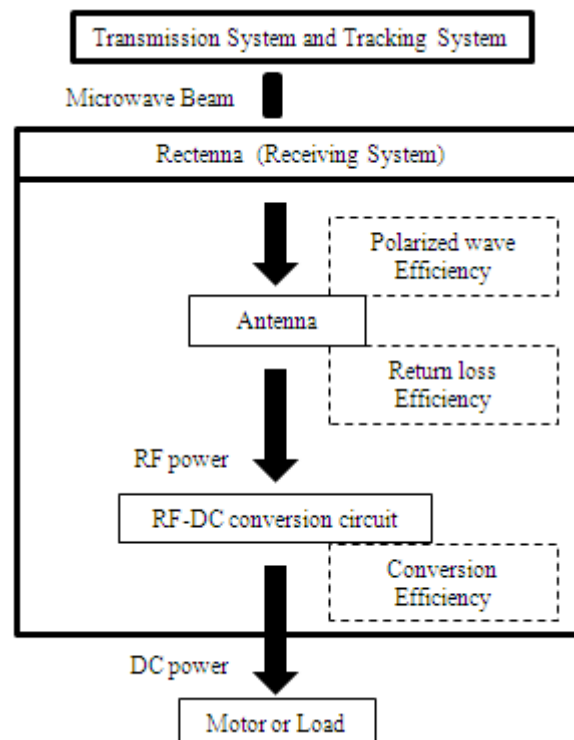 Transmission System and Tracking System
Microwave Beam
Rectenna (Receiving System)
Polarized wave
Efficiency
Antenna
Return loss
Efficiency
RF power
RF-DC conversion circuit
Conversion
Efficiency
DC power
Motor or Load